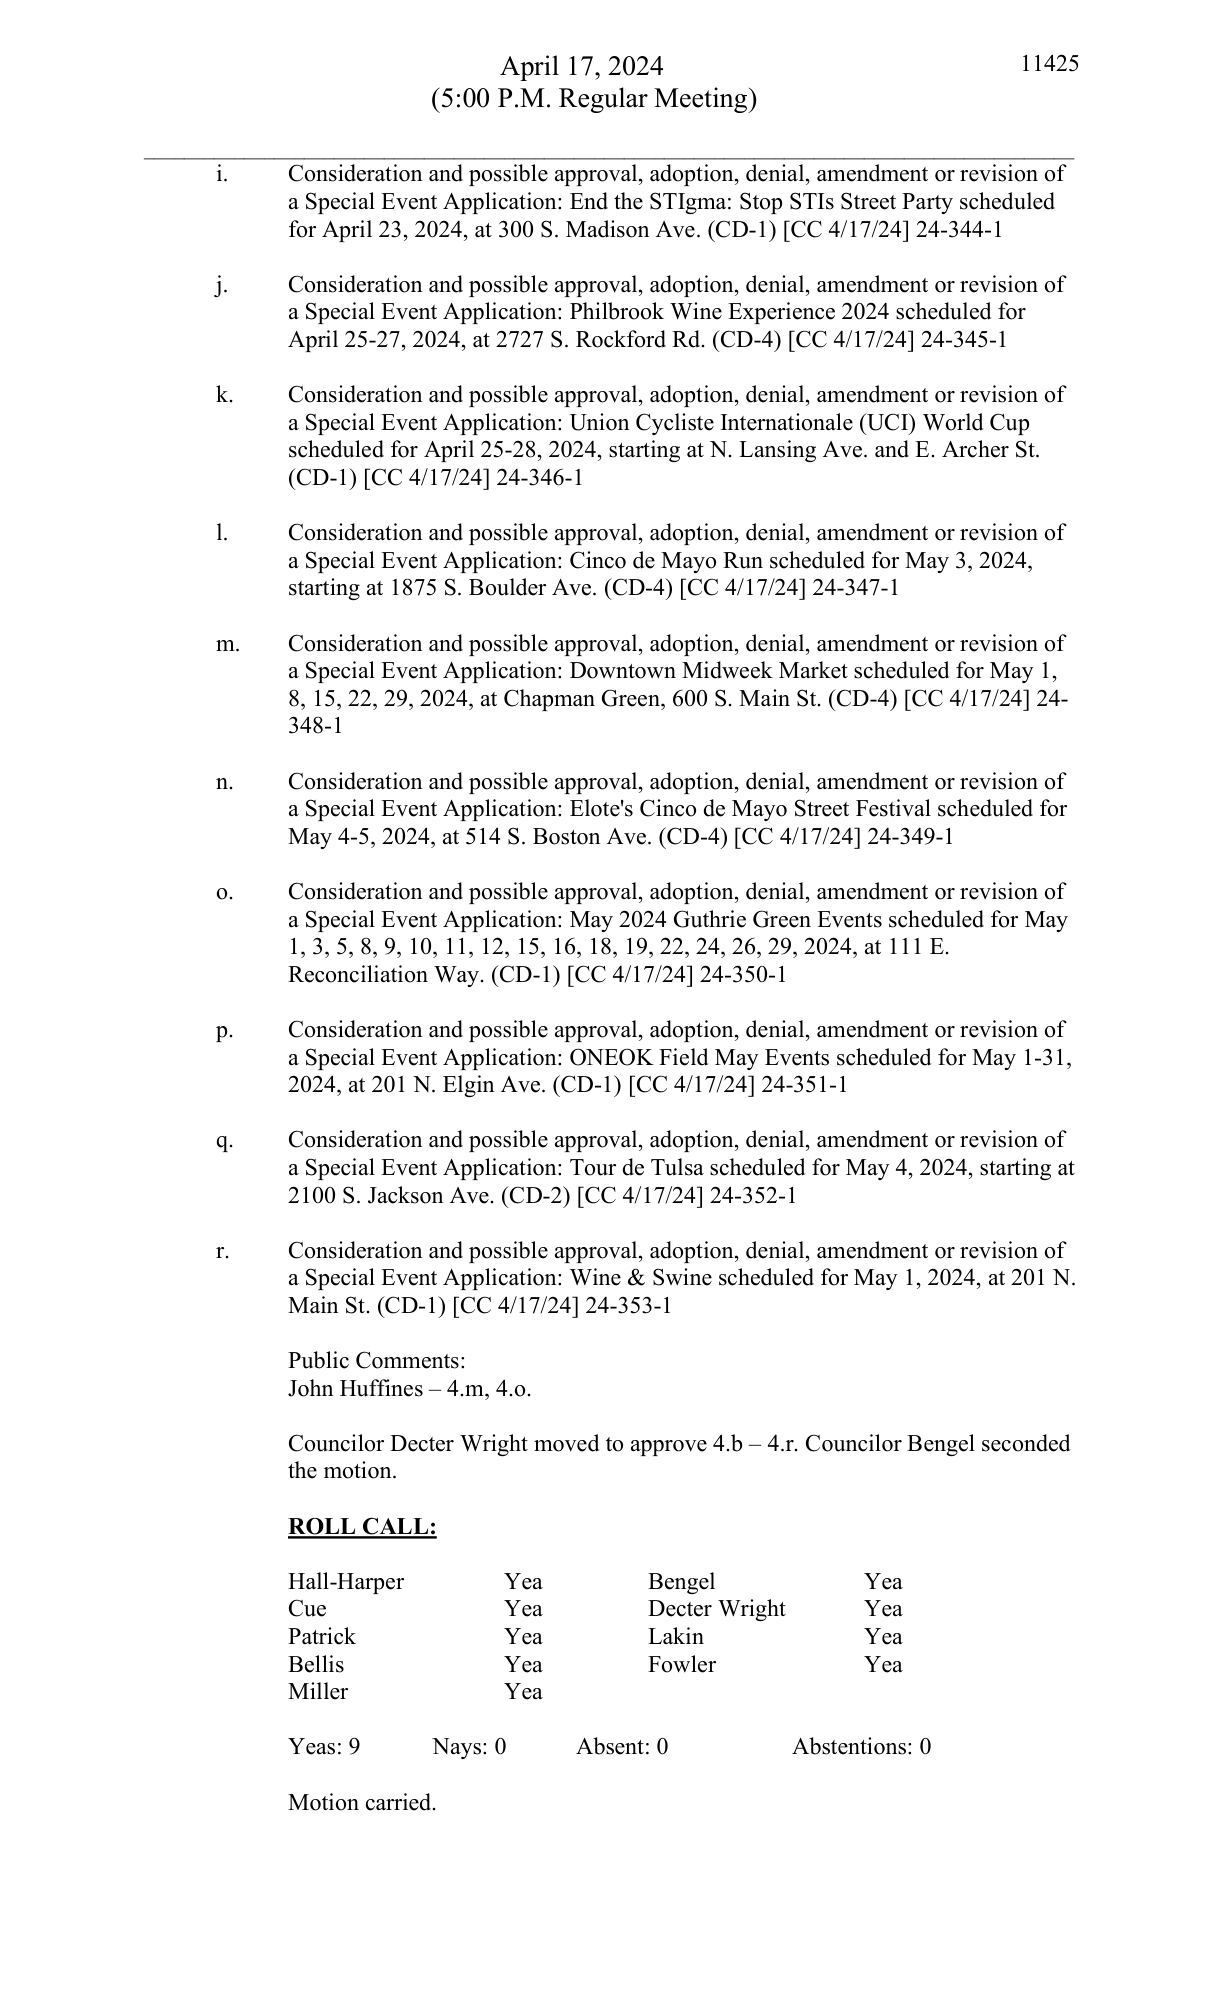 April 17, 2024
11425
(5:00 P.M. Regular Meeting)
i. Consideration and possible approval, adoption, denial, amendment or revision of
a Special Event Application: End the STIgma: Stop STIs Street Party scheduled
for April 23, 2024, at 300 S. Madison Ave. (CD-1) [CC 4/17/24] 24-344-1
j. Consideration and possible approval, adoption, denial, amendment or revision of
a Special Event Application: Philbrook Wine Experience 2024 scheduled for
April 25-27, 2024, at 2727 S. Rockford Rd. (CD-4) [CC 4/17/24] 24-345-1
k. Consideration and possible approval, adoption, denial, amendment or revision of
a Special Event Application: Union Cycliste Internationale (UCI) World Cup
scheduled for April 25-28, 2024, starting at N. Lansing Ave. and E. Archer St.
(CD-1) [CC 4/17/24] 24-346-1
l. Consideration and possible approval, adoption, denial, amendment or revision of
a Special Event Application: Cinco de Mayo Run scheduled for May 3, 2024,
starting at 1875 S. Boulder Ave. (CD-4) [CC 4/17/24] 24-347-1
m. Consideration and possible approval, adoption, denial, amendment or revision of
a Special Event Application: Downtown Midweek Market scheduled for May 1,
8, 15, 22, 29, 2024, at Chapman Green, 600 S. Main St. (CD-4) [CC 4/17/24] 24-
348-1
n. Consideration and possible approval, adoption, denial, amendment or revision of
a Special Event Application: Elote's Cinco de Mayo Street Festival scheduled for
May 4-5, 2024, at 514 S. Boston Ave. (CD-4) [CC 4/17/24] 24-349-1
o. Consideration and possible approval, adoption, denial, amendment or revision of
a Special Event Application: May 2024 Guthrie Green Events scheduled for May
1, 3, 5, 8, 9, 10, 11, 12, 15, 16, 18, 19, 22, 24, 26, 29, 2024, at 111 E.
Reconciliation Way. (CD-1) [CC 4/17/24] 24-350-1
p. Consideration and possible approval, adoption, denial, amendment or revision of
a Special Event Application: ONEOK Field May Events scheduled for May 1-31,
2024, at 201 N. Elgin Ave. (CD-1) [CC 4/17/24] 24-351-1
q. Consideration and possible approval, adoption, denial, amendment or revision of
a Special Event Application: Tour de Tulsa scheduled for May 4, 2024, starting at
2100 S. Jackson Ave. (CD-2) [CC 4/17/24] 24-352-1
r. Consideration and possible approval, adoption, denial, amendment or revision of
a Special Event Application: Wine & Swine scheduled for May 1, 2024, at 201 N.
Main St. (CD-1) [CC 4/17/24] 24-353-1
Public Comments:
John Huffines – 4.m, 4.o.
Councilor Decter Wright moved to approve 4.b – 4.r. Councilor Bengel seconded
the motion.
ROLL CALL:
Hall-Harper Yea Bengel Yea
Cue Yea Decter Wright Yea
Patrick Yea Lakin Yea
Bellis Yea Fowler Yea
Miller Yea
Yeas: 9 Nays: 0 Absent: 0 Abstentions: 0
Motion carried.